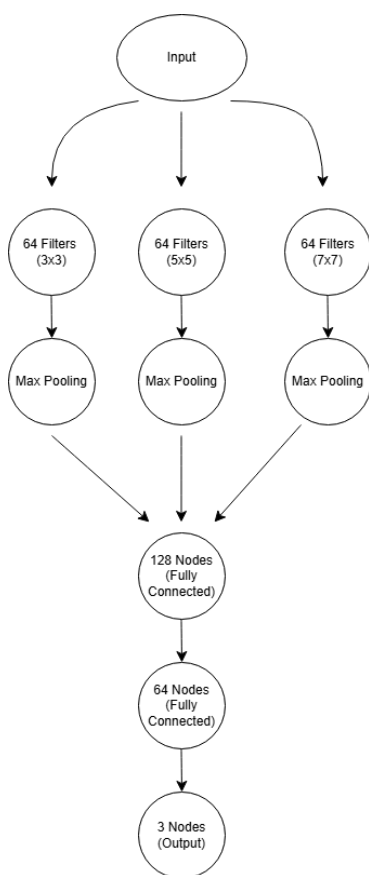 Input
64 Filters
(3x3)
64 Filters
(5x5)
64 Filters
(7x7)
Max Pooling
Max Pooling
Max Pooling
128 Nodes
(Fully
Connected)
64 Nodes
(Fully
Connected)
3 Nodes
(Output)